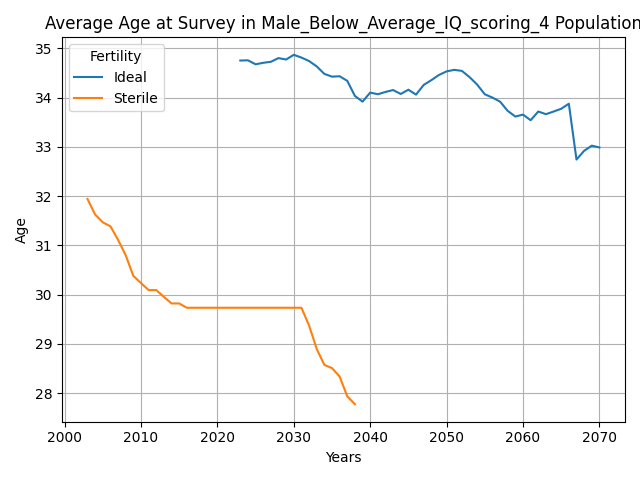 Average Age at Survey in Male_Below_Average_IQ_scoring_4 Population
Fertility
Ideal
Sterile
35
34
33
32
31
30
29
28
Age
2000 2010 2020 2030 2040 2050 2060 2070
Years